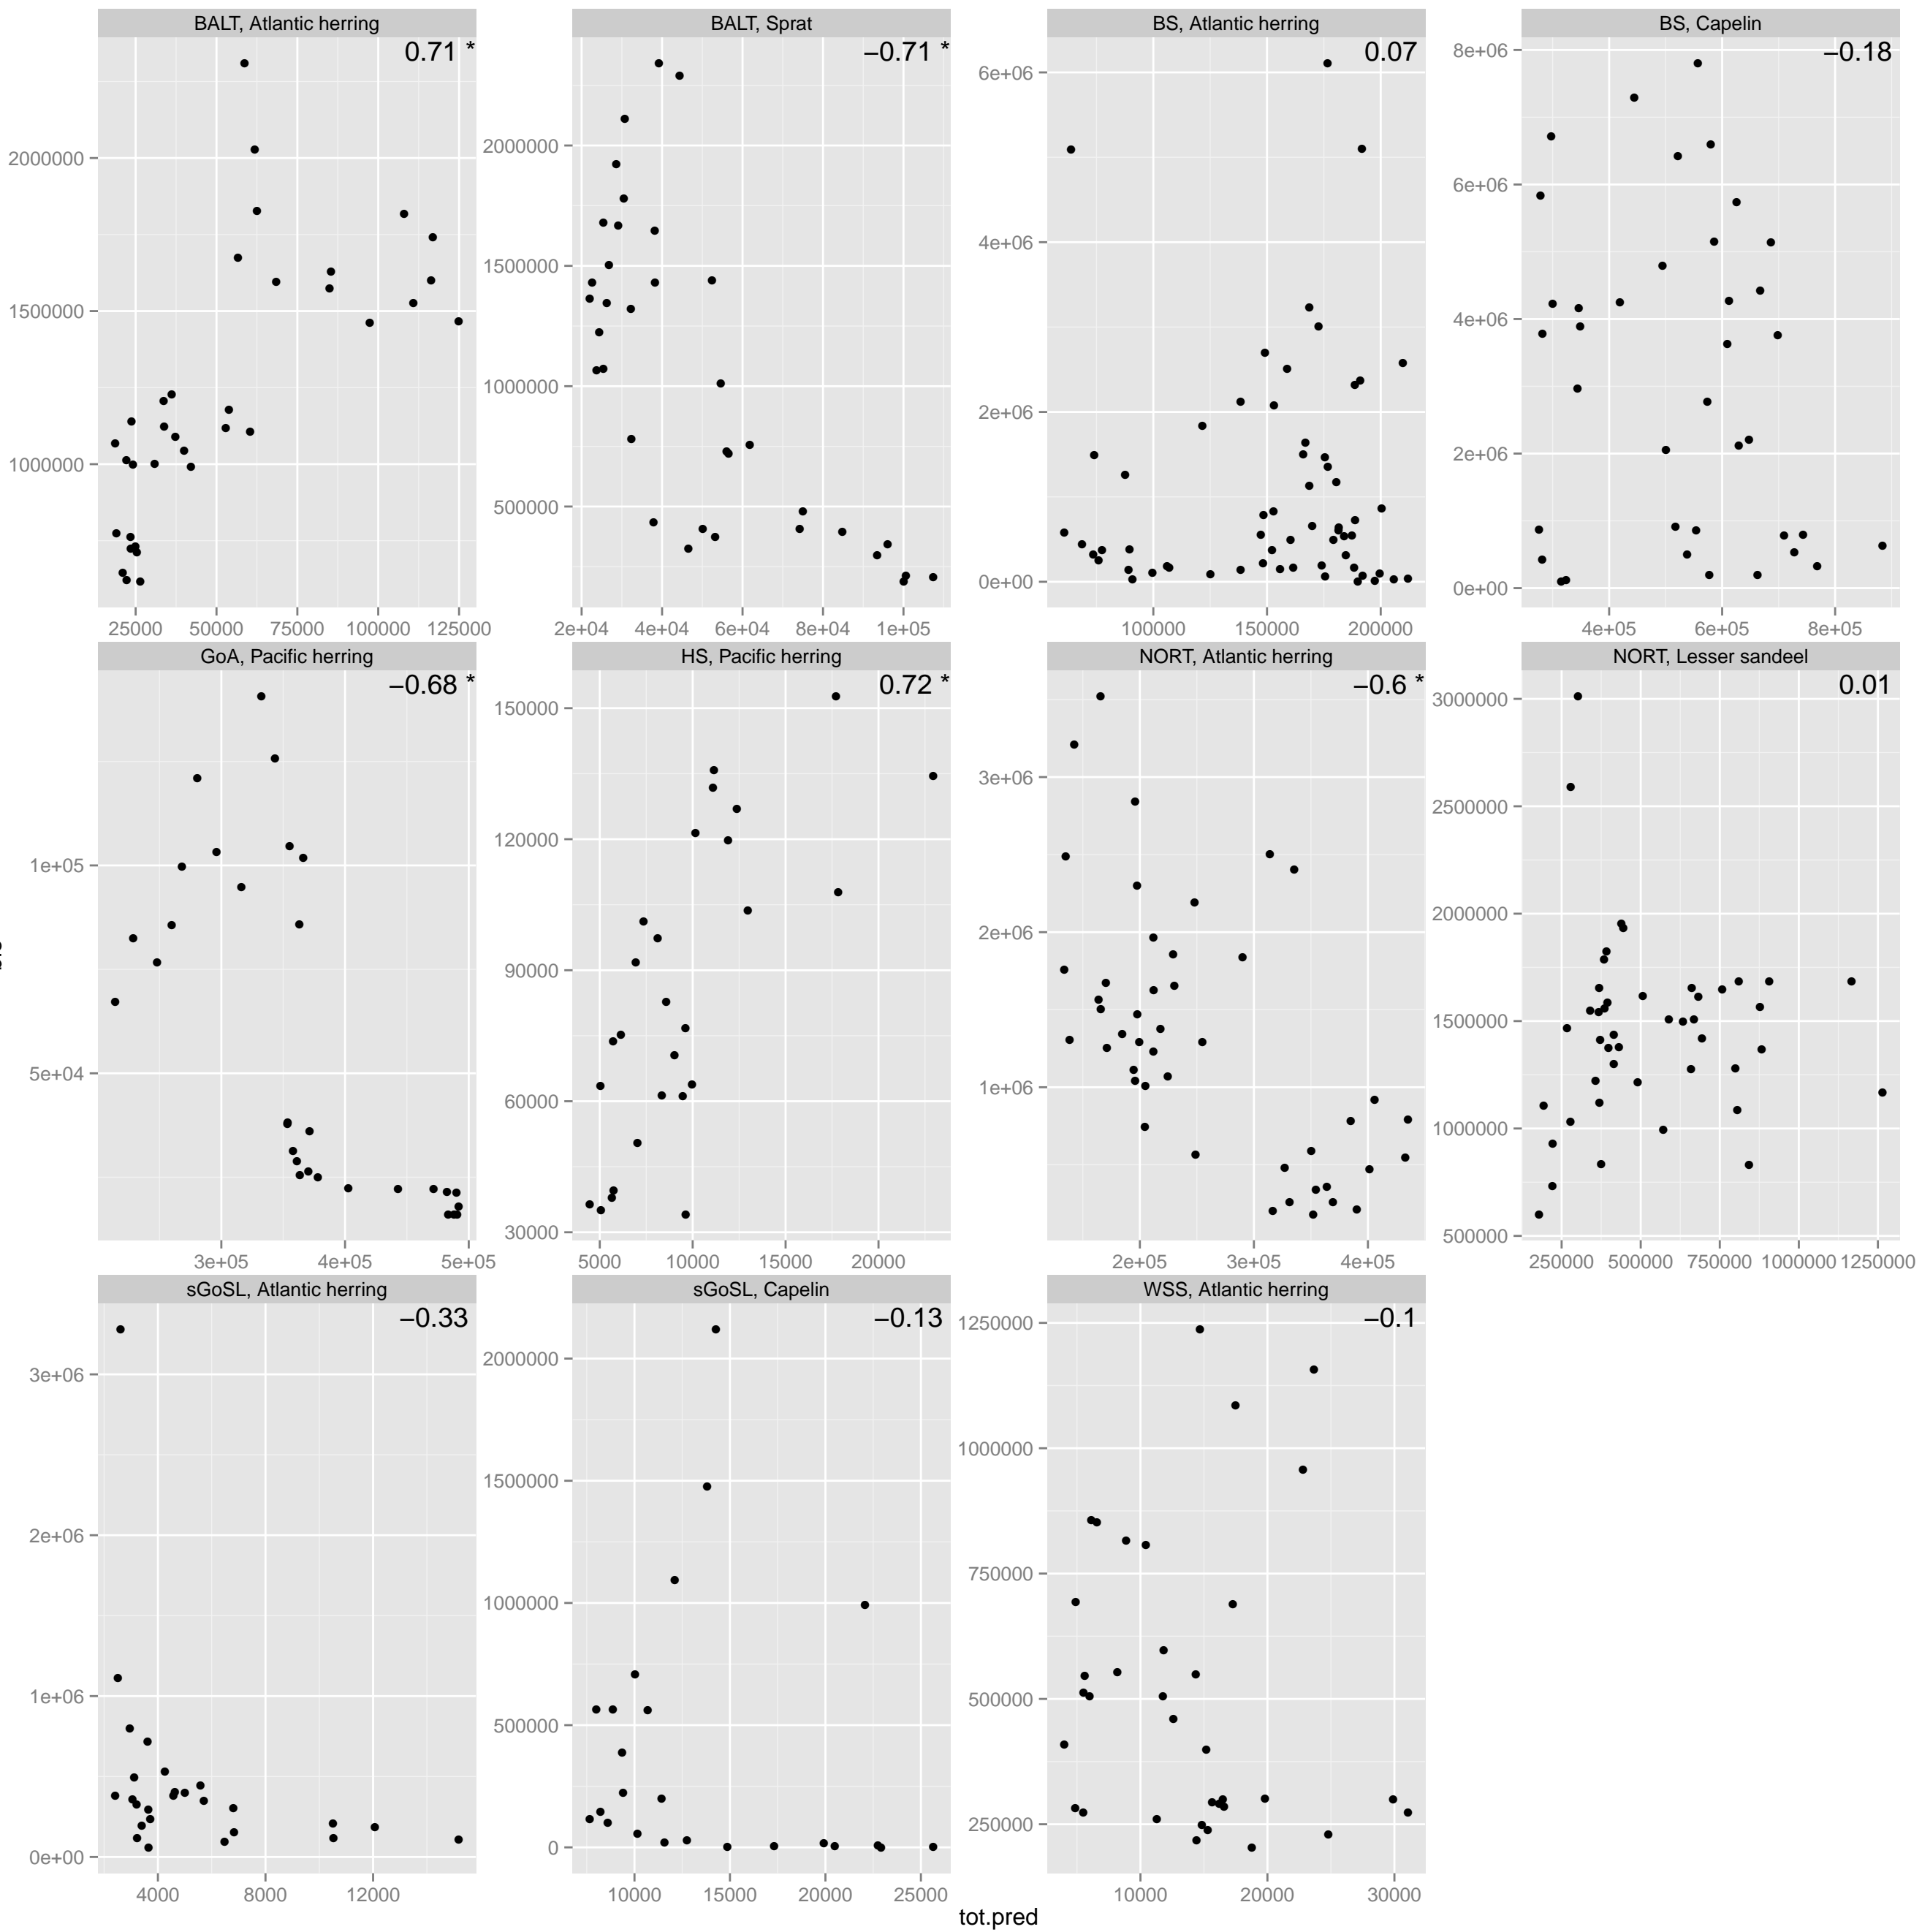 BALT, Atlantic herring
BALT, Sprat
BS, Atlantic herring
BS, Capelin
0.71 *
−0.71 *
0.07
−0.18
2000000
1500000
1000000
25000 50000 75000 100000 125000
2000000
1500000
1000000
500000
2e+04 4e+04 6e+04 8e+04 1e+05
6e+06
4e+06
2e+06
0e+00
100000 150000 200000
8e+06
6e+06
4e+06
2e+06
0e+00
4e+05 6e+05 8e+05
GoA, Pacific herring
HS, Pacific herring
NORT, Atlantic herring
NORT, Lesser sandeel
−0.68 *
0.72 *
−0.6 *
0.01
1e+05
5e+04
3e+05 4e+05 5e+05
150000
120000
90000
60000
30000
5000 10000 15000 20000
3e+06
2e+06
1e+06
2e+05 3e+05 4e+05
3000000
2500000
2000000
1500000
1000000
500000
250000 500000 750000 1000000 1250000
sGoSL, Atlantic herring
sGoSL, Capelin
WSS, Atlantic herring
−0.33
−0.13
−0.1
3e+06
2e+06
1e+06
0e+00
4000 8000 12000
2000000
1500000
1000000
500000
0
10000 15000 20000 25000
1250000
1000000
750000
500000
250000
10000 20000 30000
tot.pred